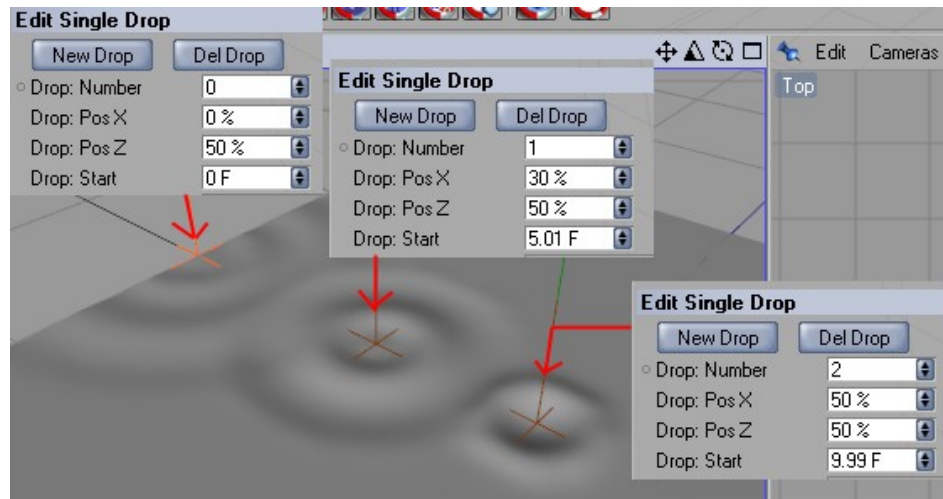 Edit Single Drop
New Drop Del Drop
Drop: Number 0
Drop: Pos X 0 %
Drop: Pos Z 50 %
Drop: Start 0 F
Edit Single Drop
New Drop Del Drop
Drop: Number 1
Drop: Pos X 30 %
Drop: Pos Z 50 %
Drop: Start 5.01 F
Edit Cameras
Top
Edit Single Drop
New Drop Del Drop
Drop: Number 2
Drop: Pos X 50 %
Drop: Pos Z 50 %
Drop: Start 9.99 F